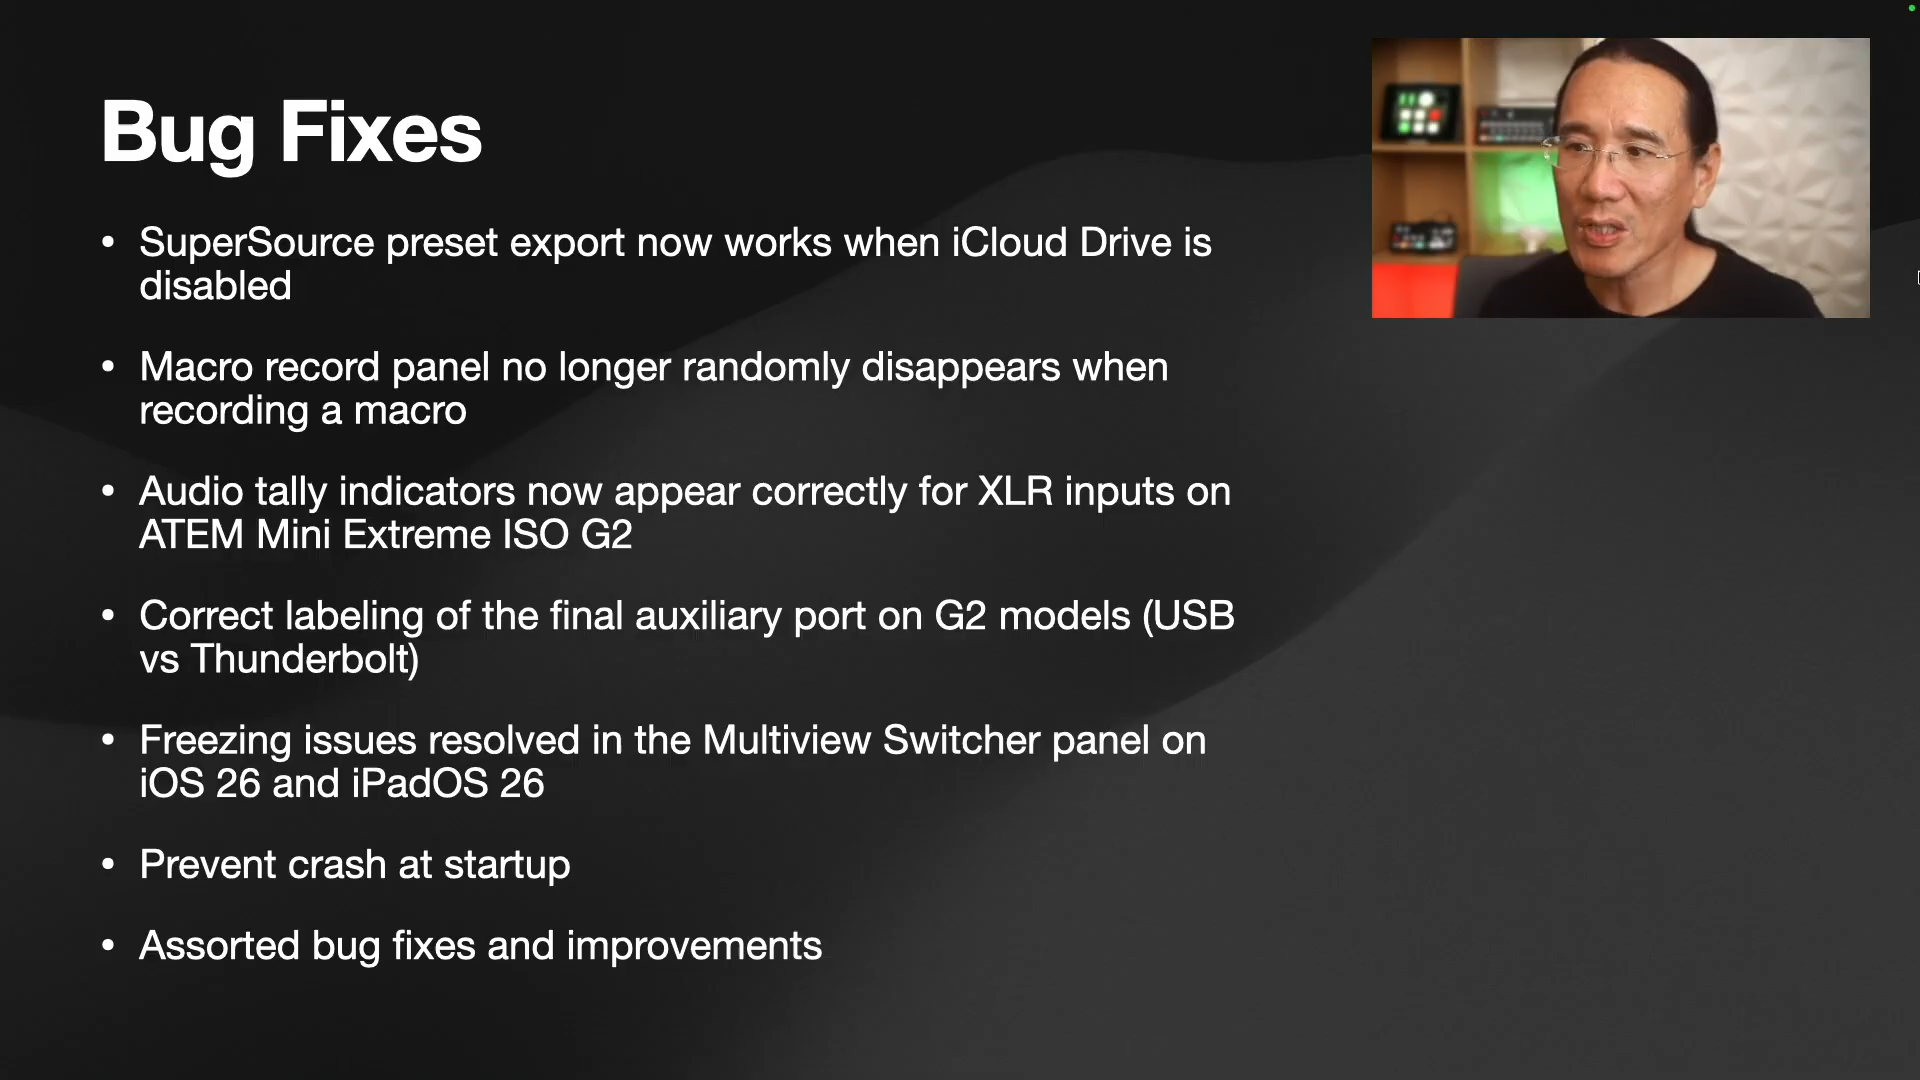 Bug Fixes
• SuperSource preset export now works when iCloud Drive is
disabled
• Macro record panel no longer randomly disappears when
recording a macro
• Audio tally indicators now appear correctly for XLR inputs on
ATEM Mini Extreme ISO G2
• Correct labeling of the final auxiliary port on G2 models (USB
vs Thunderbolt)
• Freezing issues resolved in the Multiview Switcher panel on
iOS 26 and iPadOS 26
• Prevent crash at startup
• Assorted bug fixes and improvements